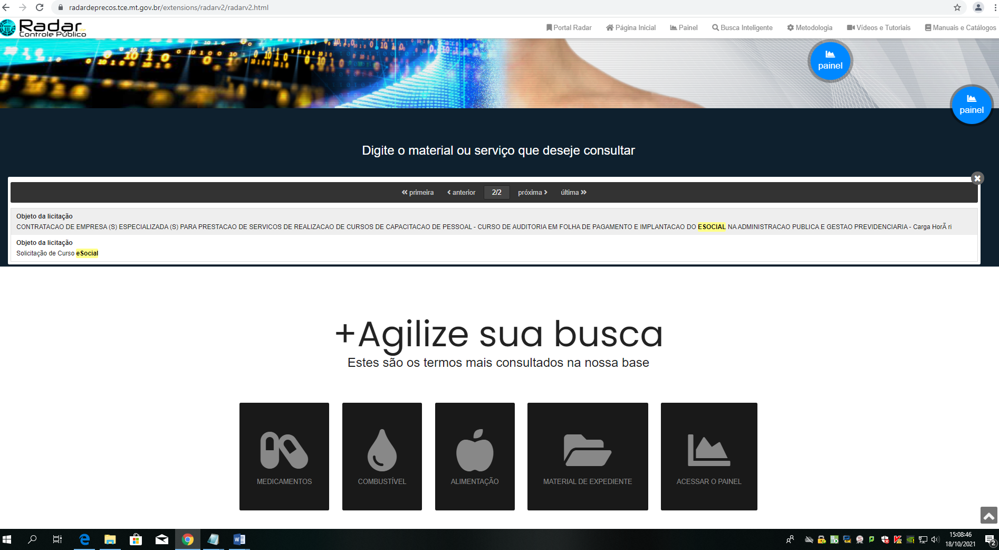 radardeprecos.tce.mt.gov.br/extensions/radarv2/radarv2.html
Radar de
Controle Público
Portal Radar Página Inicial Painel Busca Inteligente Metodologia Vídeos e Tutoriais Manuais e Catálogos
painel
painel
Digite o material ou serviço que deseje consultar
primeira anterior 2/2 próxima última
Objeto da licitação
CONTRATACAO DE EMPRESA (S) ESPECIALIZADA (S) PARA PRESTACAO DE SERVICOS DE REALIZACAO DE CURSOS DE CAPACITACAO DE PESSOAL - CURSO DE AUDITORIA EM FOLHA DE PAGAMENTO E IMPLANTACAO DO ESOCIAL NA ADMINISTRACAO PUBLICA E GESTAO PREVIDENCIARIA - Carga HorÃ ri
Objeto da licitação
Solicitação de Curso eSocial
+Agilize sua busca
Estes são os termos mais consultados na nossa base
MEDICAMENTOS COMBUSTÍVEL ALIMENTAÇÃO MATERIAL DE EXPEDIENTE ACESSAR O PAINEL
15:08:46
18/10/2021
2